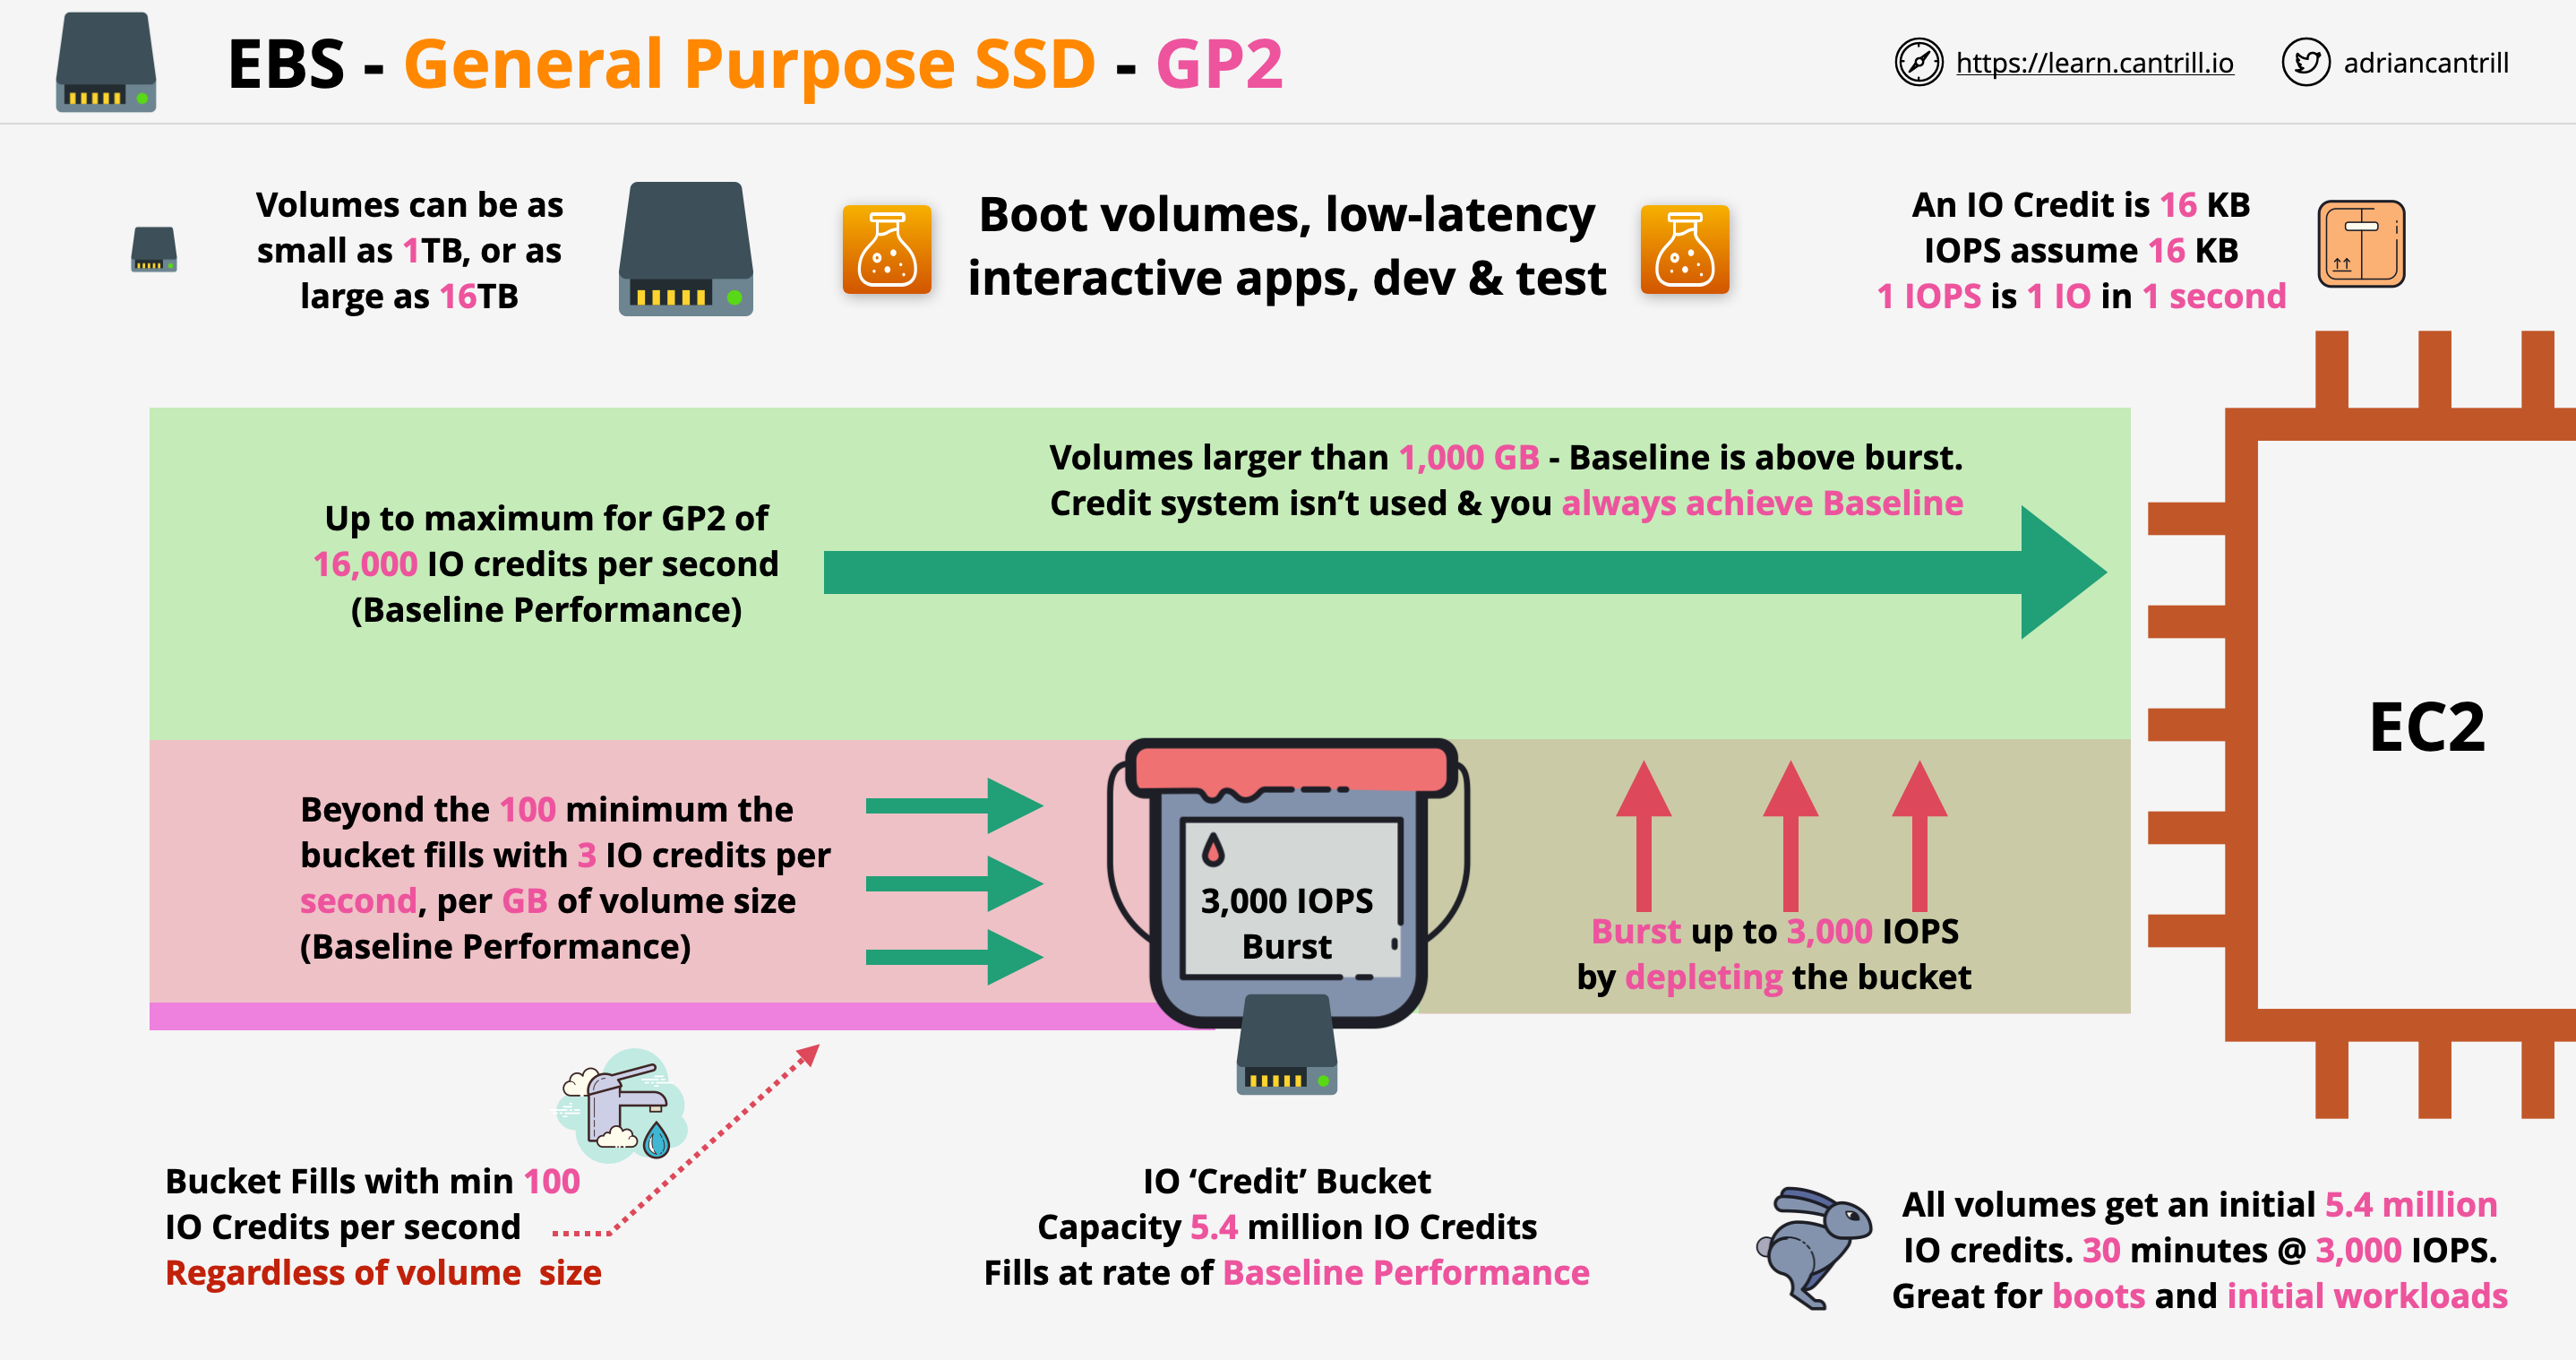 EBS - General Purpose SSD - GP2
https://learn.cantrill.io
adriancantrill
Volumes can be as
small as 1TB, or as
large as 16TB
Boot volumes, low-latency
interactive apps, dev & test
An IO Credit is 16 KB
IOPS assume 16 KB
1 IOPS is 1 IO in 1 second
Volumes larger than 1,000 GB - Baseline is above burst.
Credit system isn’t used & you always achieve Baseline
Up to maximum for GP2 of
16,000 IO credits per second
(Baseline Performance)
EC2
Beyond the 100 minimum the
bucket fills with 3 IO credits per
second, per GB of volume size
(Baseline Performance)
3,000 IOPS
Burst
Burst up to 3,000 IOPS
by depleting the bucket
Bucket Fills with min 100
IO Credits per second
Regardless of volume size
IO ‘Credit’ Bucket
Capacity 5.4 million IO Credits
Fills at rate of Baseline Performance
All volumes get an initial 5.4 million
IO credits. 30 minutes @ 3,000 IOPS.
Great for boots and initial workloads